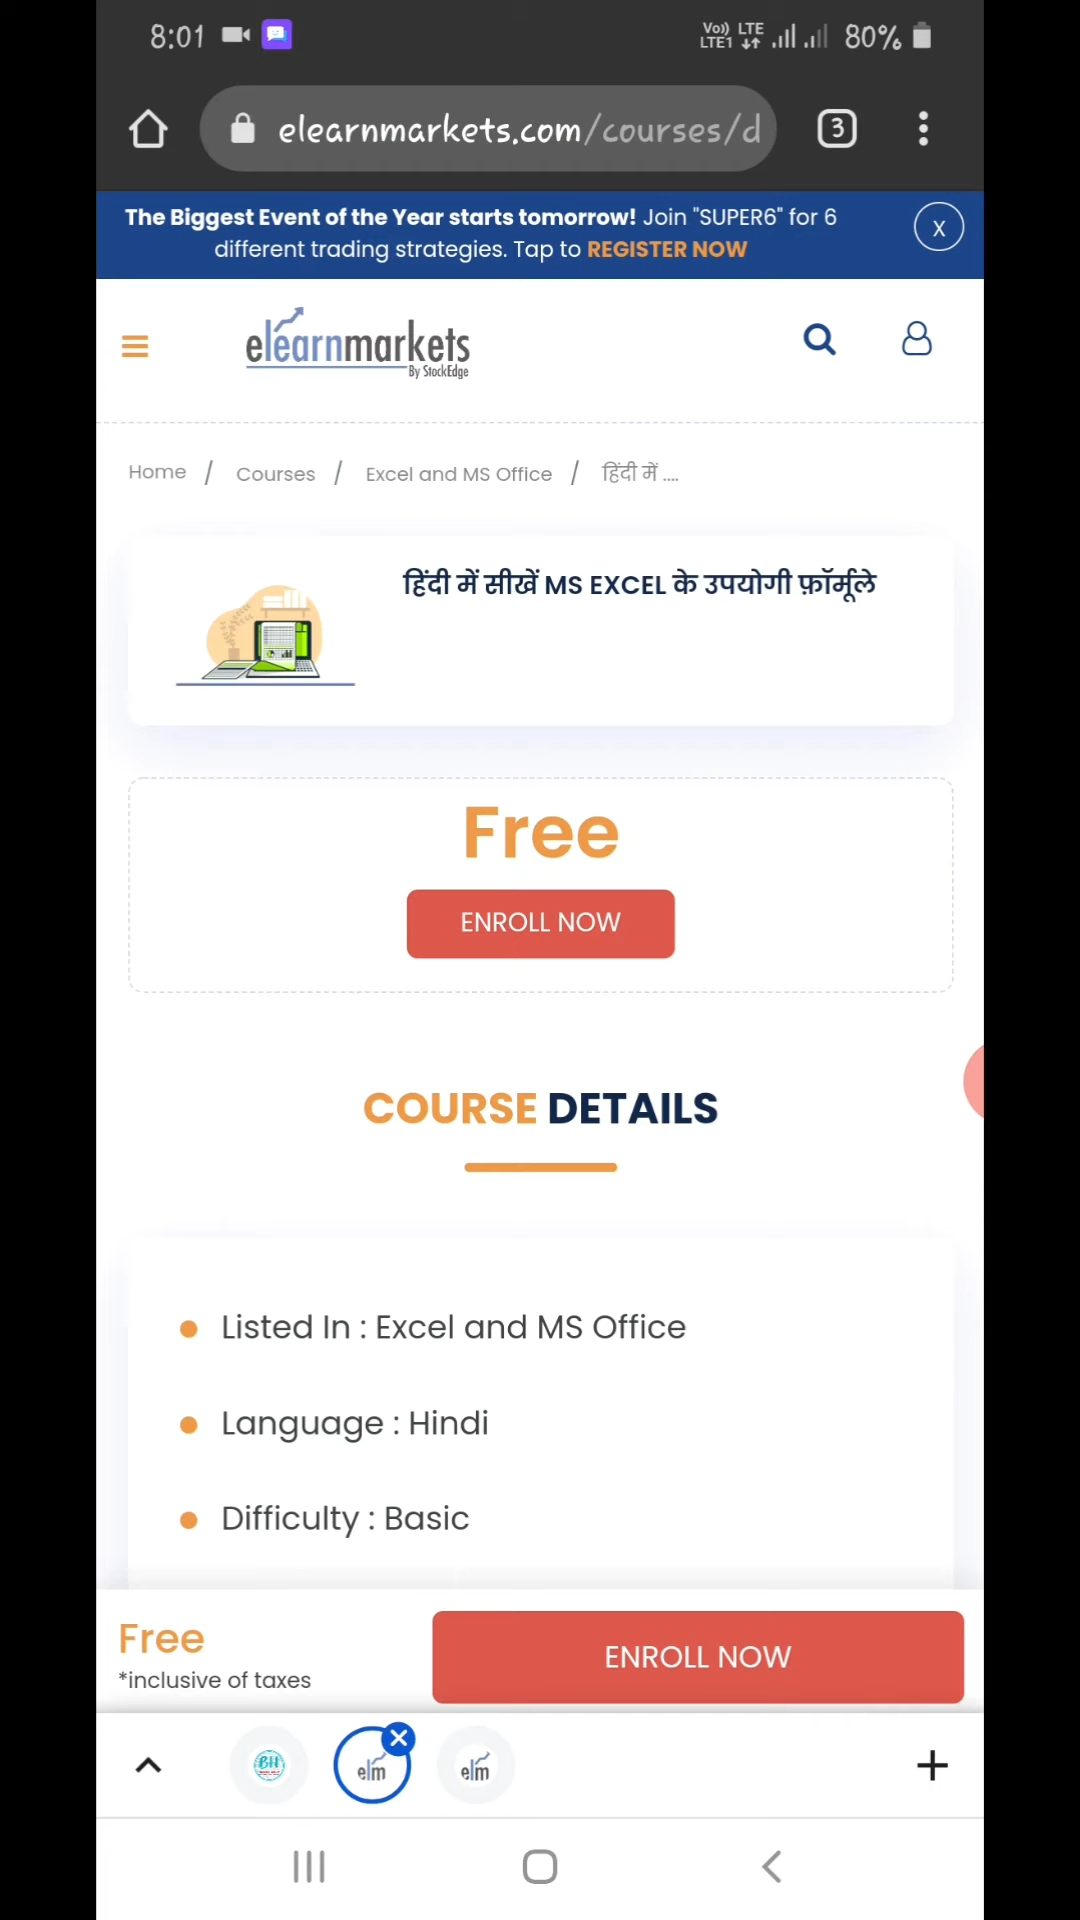 8:01
Vo)) LTE
LTE1
80%
elearnmarkets.com/courses/d
3
The Biggest Event of the Year starts tomorrow! Join "SUPER6" for 6
different trading strategies. Tap to REGISTER NOW
X
elearnmarkets
By StockEdge
Home / Courses / Excel and MS Office / हिंदी में ....
हिंदी में सीखें MS EXCEL के उपयोगी फ़ॉर्मूले
Free
ENROLL NOW
COURSE DETAILS
Listed In : Excel and MS Office
Language : Hindi
Difficulty : Basic
Free
*inclusive of taxes
ENROLL NOW
BH
elm
elm